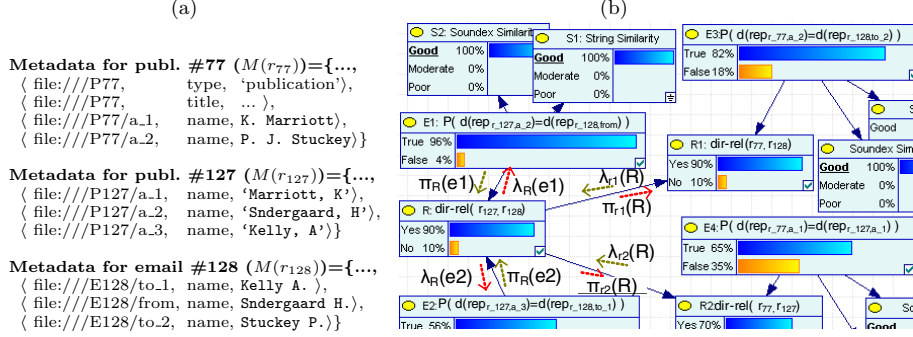 (a)
Metadata for publ. #77 (M(r77))={...,
⟨ file:///P77, type, 'publication'⟩,
⟨ file:///P77, title, ... ⟩,
⟨ file:///P77/a_1, name, K. Marriott⟩,
⟨ file:///P77/a_2, name, P. J. Stuckey⟩}
Metadata for publ. #127 (M(r127))={...,
⟨ file:///P127/a_1, name, 'Marriott, K'⟩,
⟨ file:///P127/a_2, name, 'Sndergaard, H'⟩,
⟨ file:///P127/a_3, name, 'Kelly, A'⟩}
Metadata for email #128 (M(r128))={...,
⟨ file:///E128/to_1, name, Kelly A. ⟩,
⟨ file:///E128/from, name, Sndergaard H.⟩,
⟨ file:///E128/to_2, name, Stuckey P.⟩}
(b)
S2: Soundex Similarity
Good 100%
Moderate 0%
Poor 0%
S1: String Similarity
Good 100%
Moderate 0%
Poor 0%
E3:P( d(rep r_77,a_2)=d(rep r_128,to_2) )
True 82%
False 18%
S
Good
E1: P( d(rep r_127,a_2)=d(rep r_128,from) )
True 96%
False 4%
R1: dir-rel(r77, r128)
Yes 90%
No 10%
Soundex Sim
Good 100%
Moderate 0%
Poor 0%
πR(e1)
λR(e1)
λr1(R)
πr1(R)
R: dir-rel( r127, r128)
Yes 90%
No 10%
E4:P( d(rep r_77,a_1)=d(rep r_127,a_1) )
True 65%
False 35%
λR(e2)
πR(e2)
λr2(R)
πr2(R)
E2:P( d(rep r_127,a_3)=d(rep r_128,to_1) )
True 56%
R2:dir-rel( r77, r127)
Yes 70%
So